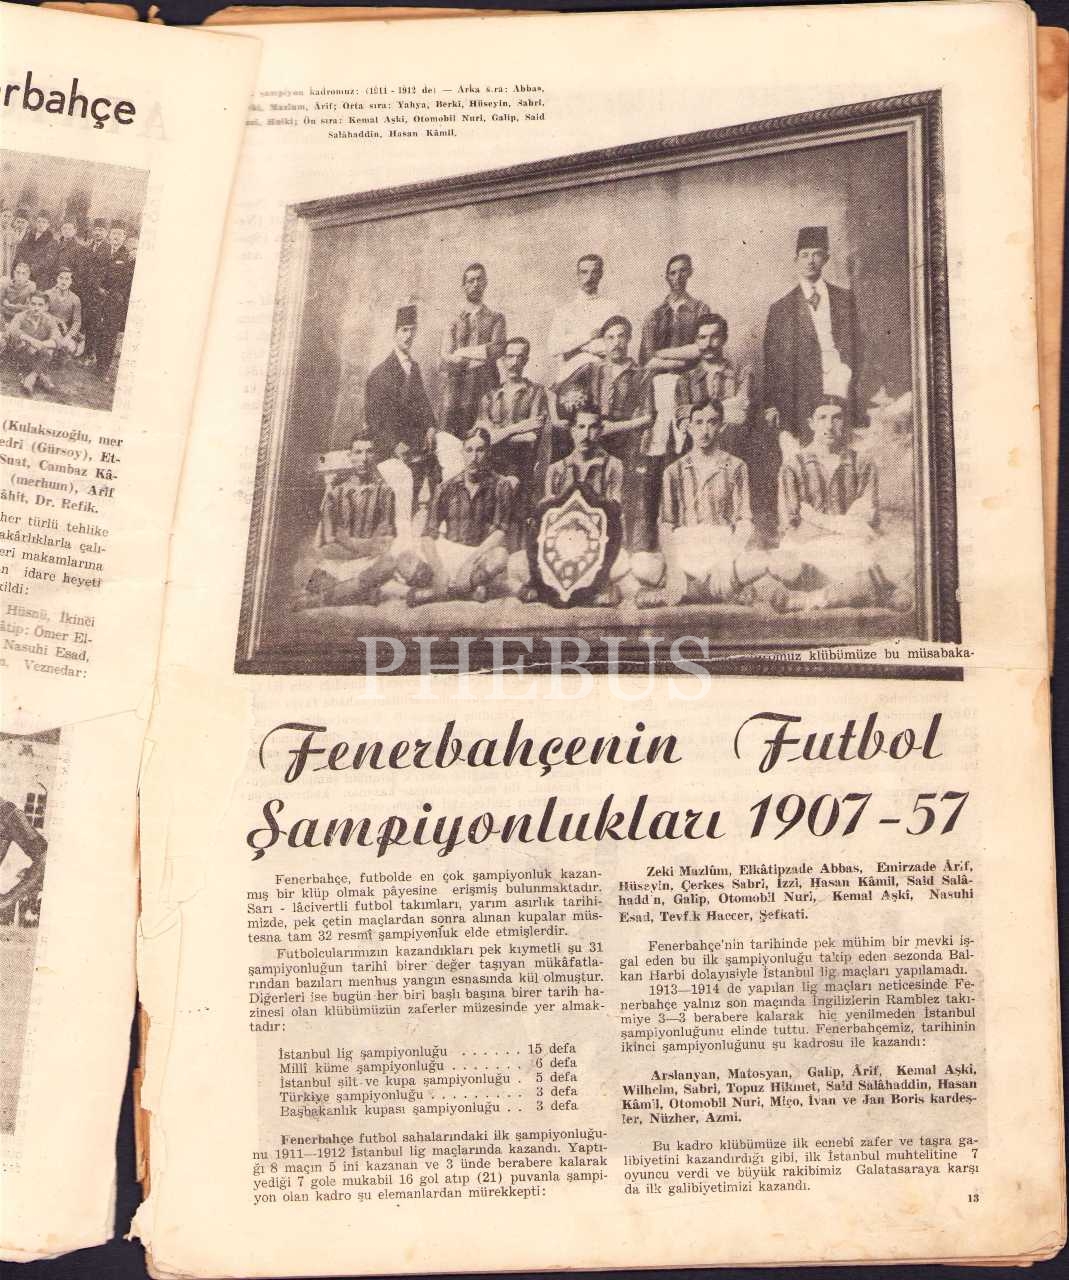 rbahçe
(Kulaksızoğlu, mer
edri (Gürsoy), Et-
Suat, Cambaz Kâ-
(merhum), Arif
âhit, Dr. Refik.
her türlü tehlike
akârlıklarla çalı-
eri makamlarına
n idare heyeti
kildi:
Hüsnü, İkinci
âtip: Ömer El-
Nasuhi Esad,
Veznedar:
şampiyon kadromuz: (1911 - 1912 de) — Arka sıra: Abbas,
Mazlum, Ârif; Orta sıra: Yahya, Berki, Hüseyin, Sabri,
Hulki; Ön sıra: Kemal Aşki, Otomobil Nuri, Galip, Said
Salâhaddin, Hasan Kâmil.
klübümüze bu müsabaka-
PHEBUS
Fenerbahçenin Futbol
Şampiyonlukları 1907-57
Fenerbahçe, futbolde en çok şampiyonluk kazan-
mış bir klüp olmak pâyesine erişmiş bulunmaktadır.
Sarı - lâcivertli futbol takımları, yarım asırlık tarihi-
mizde, pek çetin maçlardan sonra alınan kupalar müs-
tesna tam 32 resmî şampiyonluk elde etmişlerdir.
Futbolcularımızın kazandıkları pek kıymetli şu 31
şampiyonluğun tarihî birer değer taşıyan mükâfatla-
rından bazıları menhus yangın esnasında kül olmuştur.
Diğerleri ise bugün her biri başlı başına birer tarih ha-
zinesi olan klübümüzün zaferler müzesinde yer almak-
tadır:
İstanbul lig şampiyonluğu . . . . . . 15 defa
Millî küme şampiyonluğu . . . . . . . 6 defa
İstanbul şilt ve kupa şampiyonluğu . 5 defa
Türkiye şampiyonluğu . . . . . . . . . 3 defa
Başbakanlık kupası şampiyonluğu . . 3 defa
Fenerbahçe futbol sahalarındaki ilk şampiyonluğu-
nu 1911—1912 İstanbul lig maçlarında kazandı. Yaptı-
ğı 8 maçın 5 ini kazanan ve 3 ünde berabere kalarak
yediği 7 gole mukabil 16 gol atıp (21) puvanla şampi-
yon olan kadro şu elemanlardan mürekkepti:
Zeki Mazlûm, Elkâtipzade Abbas, Emirzade Ârif,
Hüseyin, Çerkes Sabri, İzzi, Hasan Kâmil, Said Salâ-
haddin, Galip, Otomobil Nuri, Kemal Aşki, Nasuhi
Esad, Tevfik Haccer, Şefkati.
Fenerbahçe'nin tarihinde pek mühim bir mevki iş-
gal eden bu ilk şampiyonluğu takip eden sezonda Bal-
kan Harbi dolayısiyle İstanbul lig maçları yapılamadı.
1913—1914 de yapılan lig maçları neticesinde Fe-
nerbahçe yalnız son maçında İngilizlerin Ramblez takı-
miye 3—3 berabere kalarak hiç yenilmeden İstanbul
şampiyonluğunu elinde tuttu. Fenerbahçemiz, tarihinin
ikinci şampiyonluğunu şu kadrosu ile kazandı:
Arslanyan, Matosyan, Galip, Ârif, Kemal Aşki,
Wilhelm, Sabri, Topuz Hikmet, Said Salâhaddin, Hasan
Kâmil, Otomobil Nuri, Miço, İvan ve Jan Boris kardeş-
ler, Nüzher, Azmi.
Bu kadro klübümüze ilk ecnebi zafer ve taşra ga-
libiyetini kazandırdığı gibi, ilk İstanbul muhtelitine 7
oyuncu verdi ve büyük rakibimiz Galatasaraya karşı
da ilk galibiyetimizi kazandı.
13